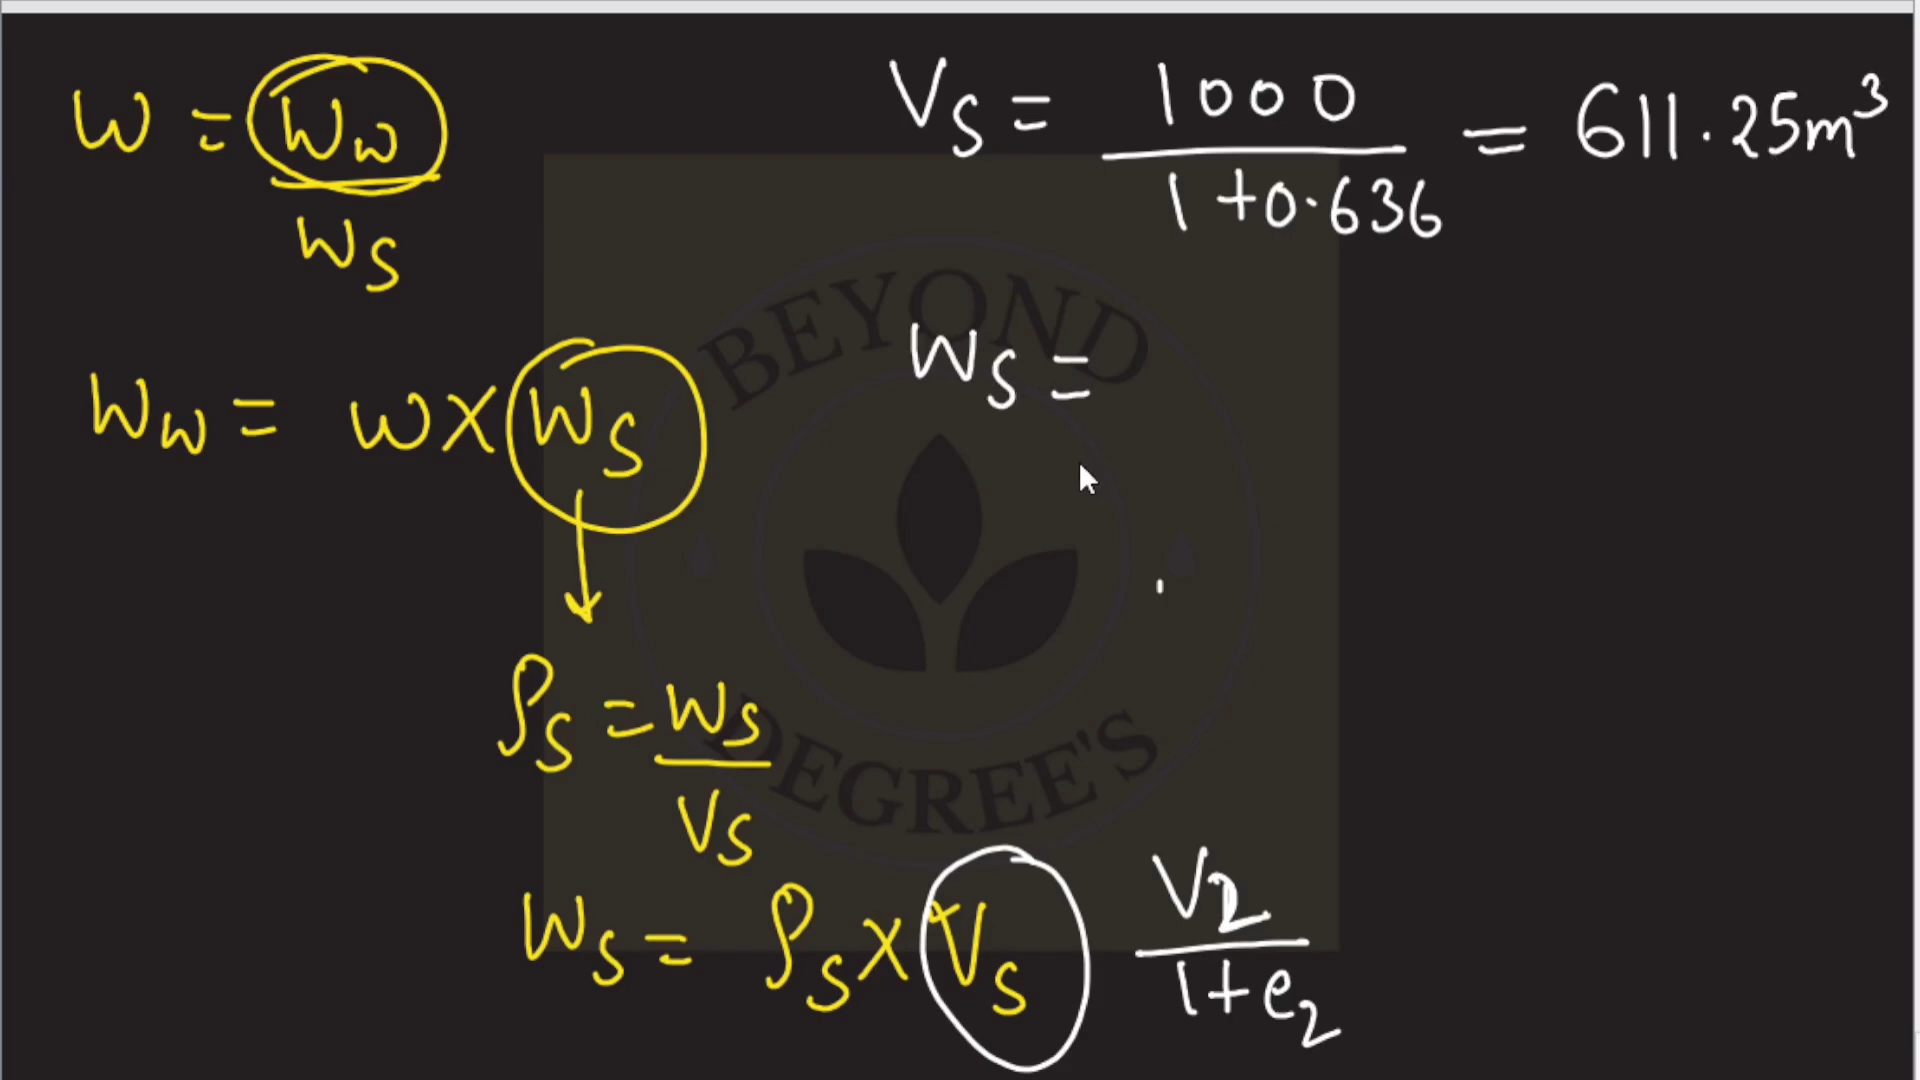 w = Ww / Ws
Vs = 1000 / 1+0.636 = 611.25m³
Ww = w x Ws
Ws =
ρs = Ws / Vs
Ws = ρs x Vs
V2 / 1+e2
BEYOND
DEGREE'S